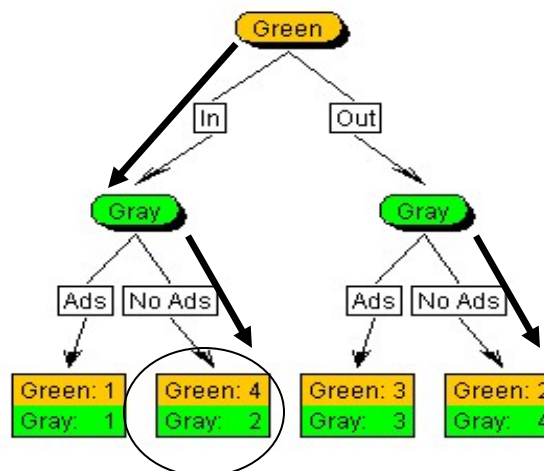 Green
In
Out
Gray
Gray
Ads
No Ads
Ads
No Ads
Green: 1
Gray: 1
Green: 4
Gray: 2
Green: 3
Gray: 3
Green: 2
Gray: 4